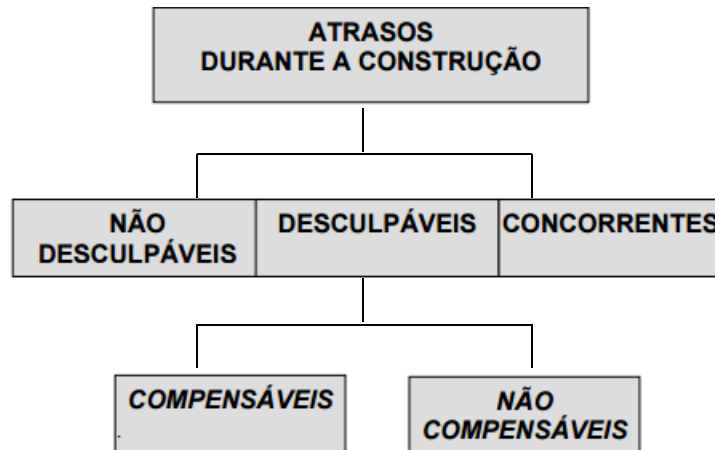 ATRASOS
DURANTE A CONSTRUÇÃO
NÃO
DESCULPÁVEIS
DESCULPÁVEIS
CONCORRENTES
COMPENSÁVEIS
NÃO
COMPENSÁVEIS